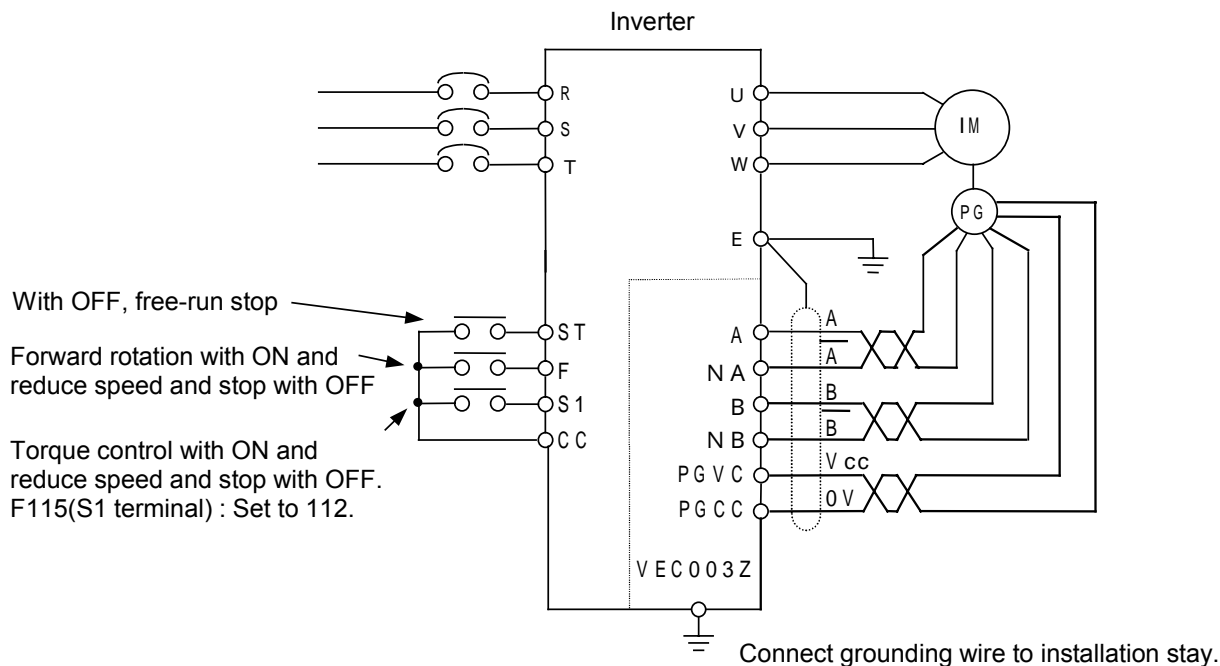 Inverter
R
S
T
U
V
W
IM
PG
E
With OFF, free-run stop
Forward rotation with ON and
reduce speed and stop with OFF
Torque control with ON and
reduce speed and stop with OFF.
F115(S1 terminal) : Set to 112.
ST
F
S1
CC
A
NA
B
NB
PGVC
PGCC
A
A̅
B
B̅
Vcc
0V
VEC003Z
Connect grounding wire to installation stay.